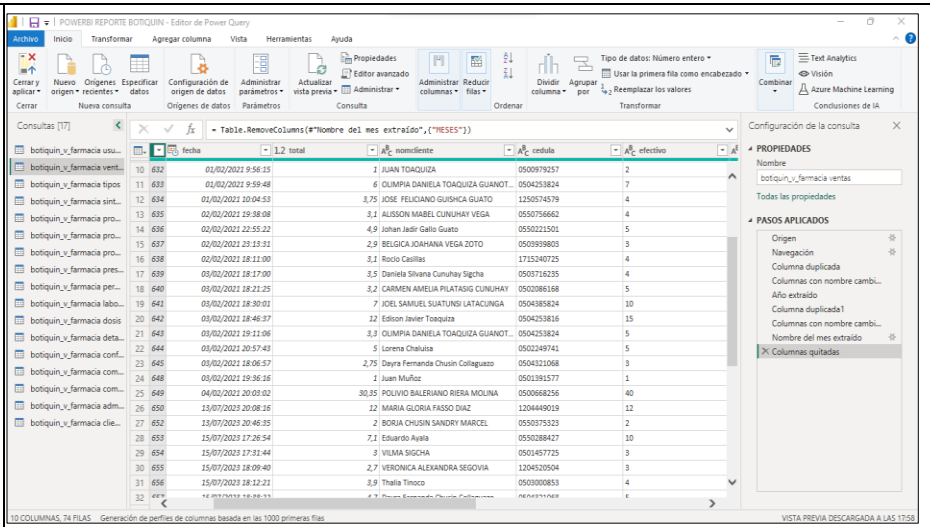 POWERBI REPORTE BOTIQUIN - Editor de Power Query
Archivo Inicio Transformar Agregar columna Vista Herramientas Ayuda
Cerrar y aplicar
Nuevo origen
Orígenes recientes
Especificar datos
Configuración de origen de datos
Administrar parámetros
Actualizar vista previa
Propiedades
Editor avanzado
Administrar
Administrar columnas
Reducir filas
Dividir columna
Agrupar por
Tipo de datos: Número entero
Usar la primera fila como encabezado
Reemplazar los valores
Combinar
Text Analytics
Visión
Azure Machine Learning
Cerrar Nueva consulta Orígenes de datos Parámetros Consulta Ordenar Transformar Conclusiones de IA
Consultas [17]
botiquin_v_farmacia usu...
botiquin_v_farmacia vent...
botiquin_v_farmacia tipos
botiquin_v_farmacia sint...
botiquin_v_farmacia pro...
botiquin_v_farmacia pro...
botiquin_v_farmacia pro...
botiquin_v_farmacia pres...
botiquin_v_farmacia per...
botiquin_v_farmacia labo...
botiquin_v_farmacia dosis
botiquin_v_farmacia deta...
botiquin_v_farmacia conf...
botiquin_v_farmacia com...
botiquin_v_farmacia com...
botiquin_v_farmacia adm...
botiquin_v_farmacia clie...
= Table.RemoveColumns(#"Nombre del mes extraído",{"MESES"})
fecha 1.2 total ABC nomcliente ABC cedula ABC efectivo
10 632 01/02/2021 9:56:15 1 JUAN TOAQUIZA 0500979257 2
11 633 01/02/2021 9:59:48 6 OLIMPIA DANIELA TOAQUIZA GUANOT... 0504253824 7
12 634 01/02/2021 10:04:53 3,75 JOSE FELICIANO GUISHCA GUATO 1250574579 4
13 635 02/02/2021 19:38:08 3,1 ALISSON MABEL CUNUHAY VEGA 0550756662 4
14 636 02/02/2021 22:55:22 4,9 Johan Jadir Gallo Guato 0550221501 5
15 637 02/02/2021 23:13:31 2,9 BELGICA JOAHANA VEGA ZOTO 0503939803 3
16 638 02/02/2021 18:11:00 3,1 Rocio Casillas 1715240725 4
17 639 03/02/2021 18:17:00 3,5 Daniela Silvana Cunuhay Sigcha 0503716235 4
18 640 03/02/2021 18:21:25 3,2 CARMEN AMELIA PILATASIG CUNUHAY 0502086168 5
19 641 03/02/2021 18:30:01 7 JOEL SAMUEL SUATUNSI LATACUNGA 0504385824 10
20 642 03/02/2021 18:46:37 12 Edison Javier Toaquiza 0504253816 15
21 643 03/02/2021 19:11:06 3,3 OLIMPIA DANIELA TOAQUIZA GUANOT... 0504253824 5
22 644 03/02/2021 20:57:43 5 Lorena Chaluisa 0502249741 5
23 645 03/02/2021 18:06:57 2,75 Dayra Fernanda Chusin Collaguazo 0504321068 3
24 648 03/02/2021 19:36:16 1 Juan Muñoz 0501391577 1
25 649 04/02/2021 20:03:02 30,35 POLIVIO BALERIANO RIERA MOLINA 0500668256 40
26 650 13/07/2023 20:08:16 12 MARIA GLORIA FASSO DIAZ 1204449019 12
27 652 13/07/2023 20:46:35 2 BORJA CHUSIN SANDRY MARCEL 0550375323 2
28 653 15/07/2023 17:26:54 7,1 Eduardo Ayala 0550288427 10
29 654 15/07/2023 17:31:44 3 VILMA SIGCHA 0501457725 3
30 655 15/07/2023 18:09:40 2,7 VERONICA ALEXANDRA SEGOVIA 1204520504 3
31 656 15/07/2023 18:12:21 3,9 Thalia Tinoco 0503000853 4
32
Configuración de la consulta
PROPIEDADES
Nombre
botiquin_v_farmacia ventas
Todas las propiedades
PASOS APLICADOS
Origen
Navegación
Columna duplicada
Columnas con nombre cambi...
Año extraído
Columna duplicada1
Columnas con nombre cambi...
Nombre del mes extraído
Columnas quitadas
10 COLUMNAS, 74 FILAS Generación de perfiles de columnas basada en las 1000 primeras filas VISTA PREVIA DESCARGADA A LAS 17:58